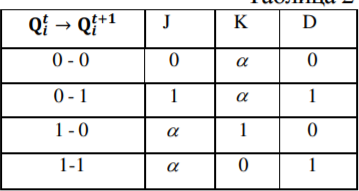 Таблица 2
Q_i^t → Q_i^{t+1} J K D
0 - 0 0 α 0
0 - 1 1 α 1
1 - 0 α 1 0
1-1 α 0 1